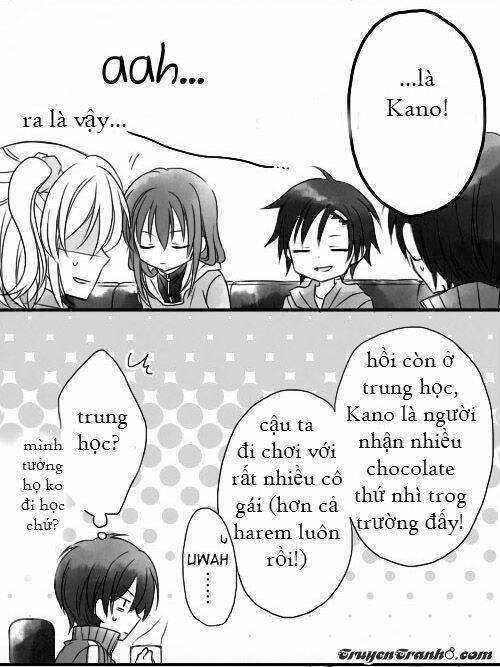 ...là
Kano!
aah...
ra là vậy...
hồi còn ở
trung học,
Kano là người
nhận nhiều
chocolate
thứ nhì trog
trường đấy!
cậu ta
đi chơi với
rất nhiều cô
gái (hơn cả
harem luôn
rồi!)
UWAH
......
trung
học?
mình
tưởng
họ ko
đi học
chứ?
TruyenTranh8.com